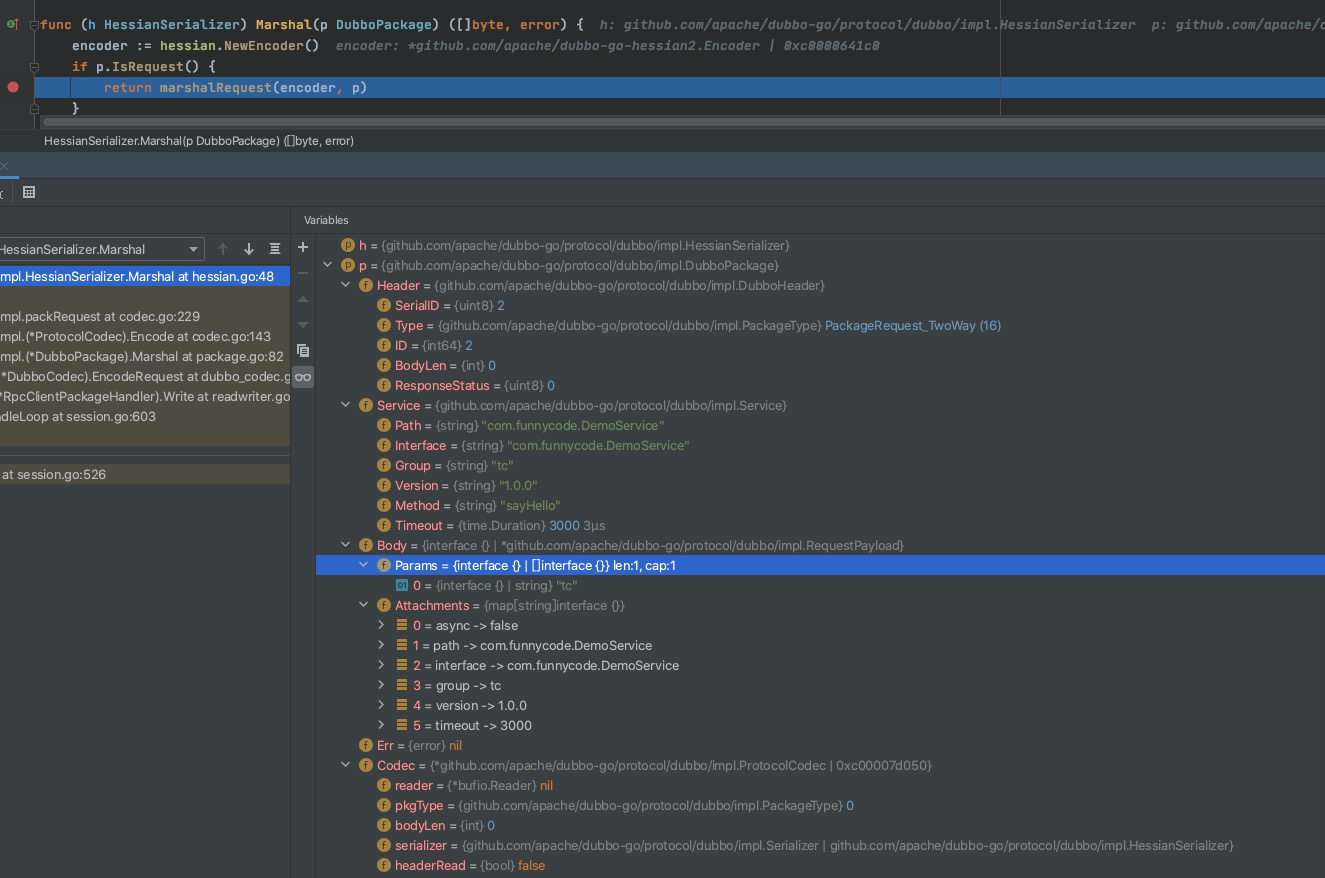 func (h HessianSerializer) Marshal(p DubboPackage) ([]byte, error) {  h: github.com/apache/dubbo-go/protocol/dubbo/impl.HessianSerializer  p: github.com/apache/
encoder := hessian.NewEncoder()  encoder: *github.com/apache/dubbo-go-hessian2.Encoder | 0xc0000641c0
if p.IsRequest() {
return marshalRequest(encoder, p)
}
HessianSerializer.Marshal(p DubboPackage) ([]byte, error)
Variables
HessianSerializer.Marshal
mpl.HessianSerializer.Marshal at hessian.go:48
mpl.packRequest at codec.go:229
mpl.(*ProtocolCodec).Encode at codec.go:143
mpl.(*DubboPackage).Marshal at package.go:82
(*DubboCodec).EncodeRequest at dubbo_codec.g
*RpcClientPackageHandler).Write at readwriter.go
ndleLoop at session.go:603
at session.go:526
h = {github.com/apache/dubbo-go/protocol/dubbo/impl.HessianSerializer}
p = {github.com/apache/dubbo-go/protocol/dubbo/impl.DubboPackage}
Header = {github.com/apache/dubbo-go/protocol/dubbo/impl.DubboHeader}
SerialID = {uint8} 2
Type = {github.com/apache/dubbo-go/protocol/dubbo/impl.PackageType} PackageRequest_TwoWay (16)
ID = {int64} 2
BodyLen = {int} 0
ResponseStatus = {uint8} 0
Service = {github.com/apache/dubbo-go/protocol/dubbo/impl.Service}
Path = {string} "com.funnycode.DemoService"
Interface = {string} "com.funnycode.DemoService"
Group = {string} "tc"
Version = {string} "1.0.0"
Method = {string} "sayHello"
Timeout = {time.Duration} 3000 3µs
Body = {interface {} | *github.com/apache/dubbo-go/protocol/dubbo/impl.RequestPayload}
Params = {interface {} | []interface {}} len:1, cap:1
0 = {interface {} | string} "tc"
Attachments = {map[string]interface {}}
0 = async -> false
1 = path -> com.funnycode.DemoService
2 = interface -> com.funnycode.DemoService
3 = group -> tc
4 = version -> 1.0.0
5 = timeout -> 3000
Err = {error} nil
Codec = {*github.com/apache/dubbo-go/protocol/dubbo/impl.ProtocolCodec | 0xc00007d050}
reader = {*bufio.Reader} nil
pkgType = {github.com/apache/dubbo-go/protocol/dubbo/impl.PackageType} 0
bodyLen = {int} 0
serializer = {github.com/apache/dubbo-go/protocol/dubbo/impl.Serializer | github.com/apache/dubbo-go/protocol/dubbo/impl.HessianSerializer}
headerRead = {bool} false